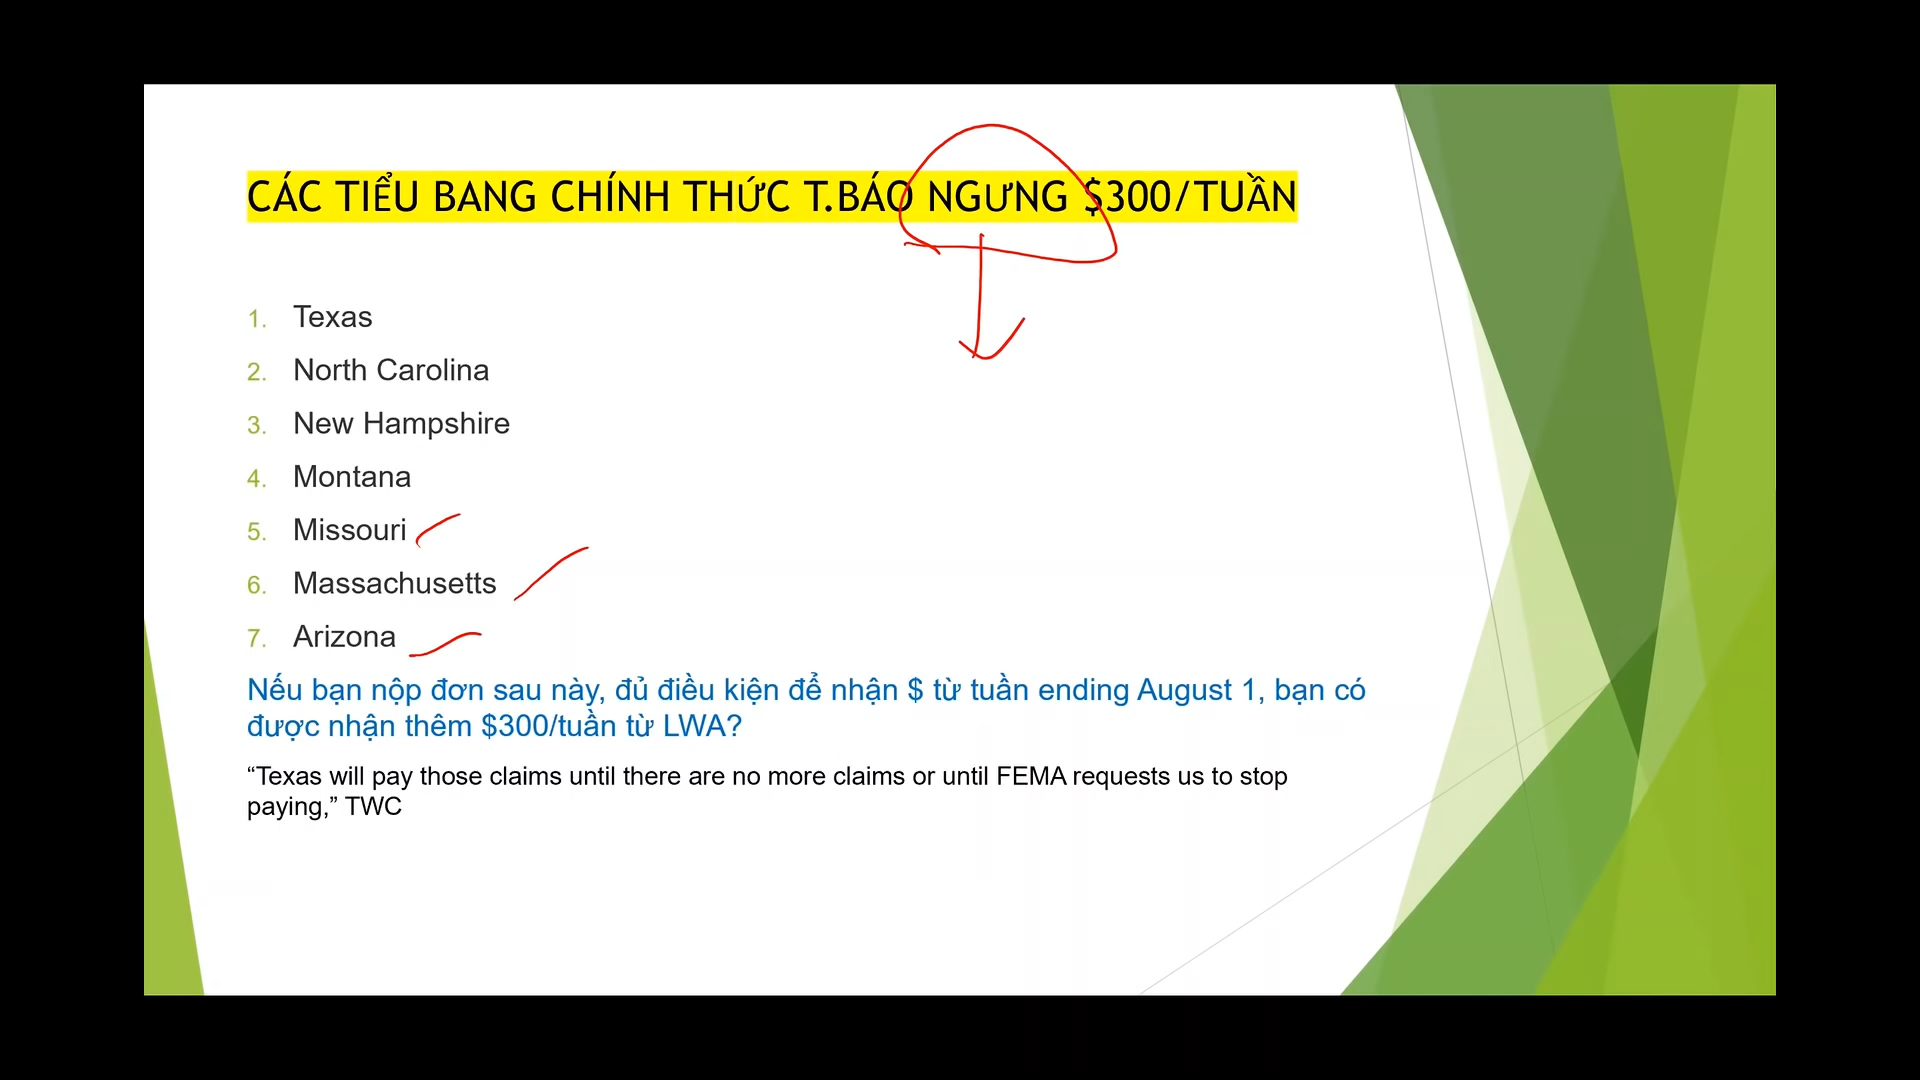 CÁC TIỂU BANG CHÍNH THỨC T.BÁO NGƯNG $300/TUẦN
1. Texas
2. North Carolina
3. New Hampshire
4. Montana
5. Missouri
6. Massachusetts
7. Arizona
Nếu bạn nộp đơn sau này, đủ điều kiện để nhận $ từ tuần ending August 1, bạn có
được nhận thêm $300/tuần từ LWA?
“Texas will pay those claims until there are no more claims or until FEMA requests us to stop
paying,” TWC